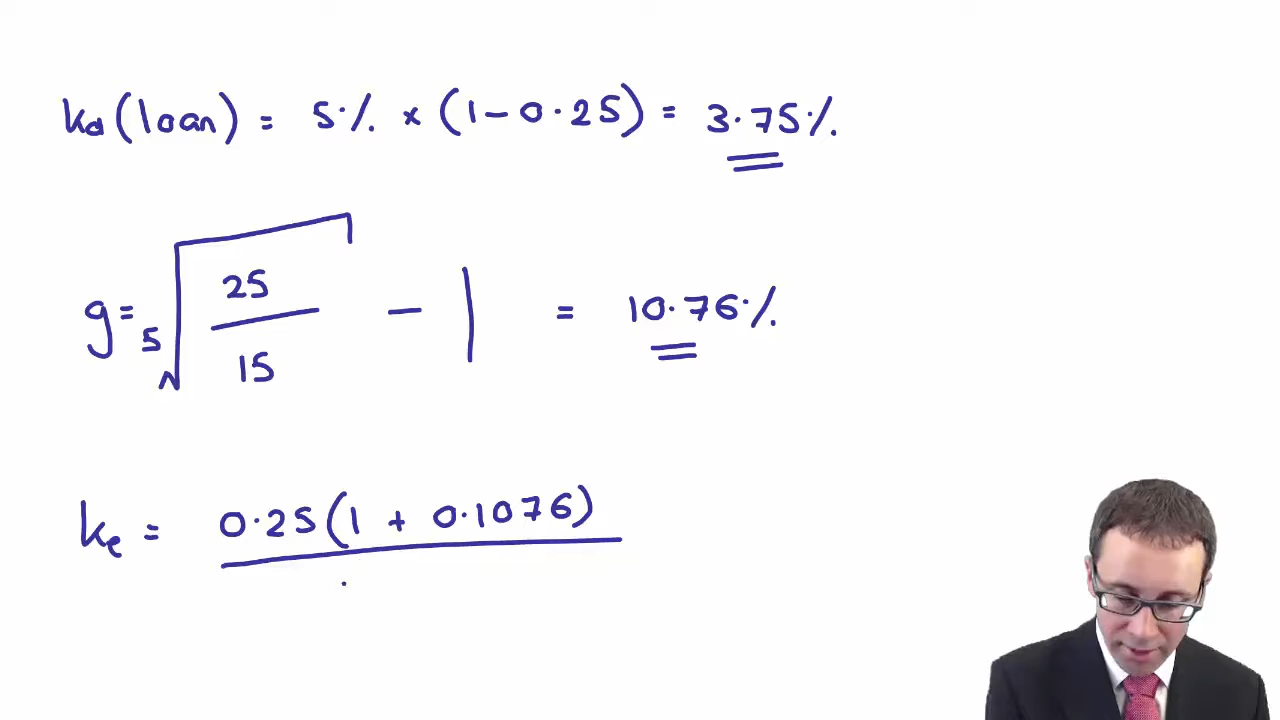 kd(loan) = 5% × (1-0.25) = 3.75%
g = ⁵√(25/15) - 1 = 10.76%
ke = 0.25(1 + 0.1076)